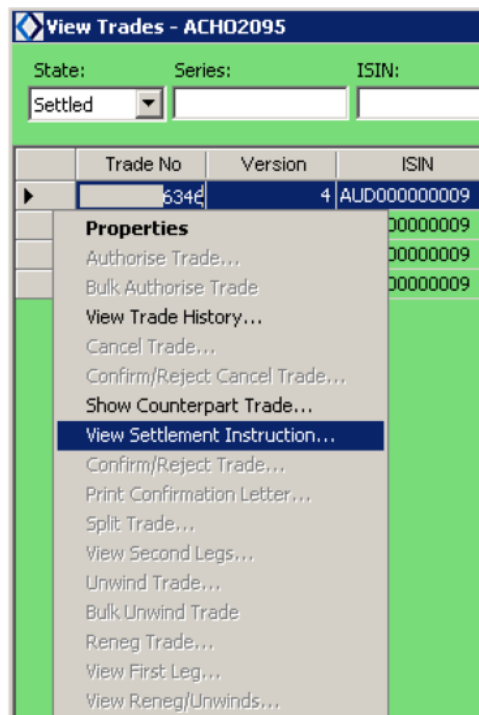 View Trades - ACHO2095
State: Series: ISIN:
Settled
Trade No Version ISIN
4 AUD000000009
Properties
00000009
Authorise Trade...
00000009
Bulk Authorise Trade
00000009
View Trade History...
Cancel Trade...
Confirm/Reject Cancel Trade...
Show Counterpart Trade...
View Settlement Instruction...
Confirm/Reject Trade...
Print Confirmation Letter...
Split Trade...
View Second Legs...
Unwind Trade...
Bulk Unwind Trade
Reneg Trade...
View First Leg...
View Reneg/Unwinds...